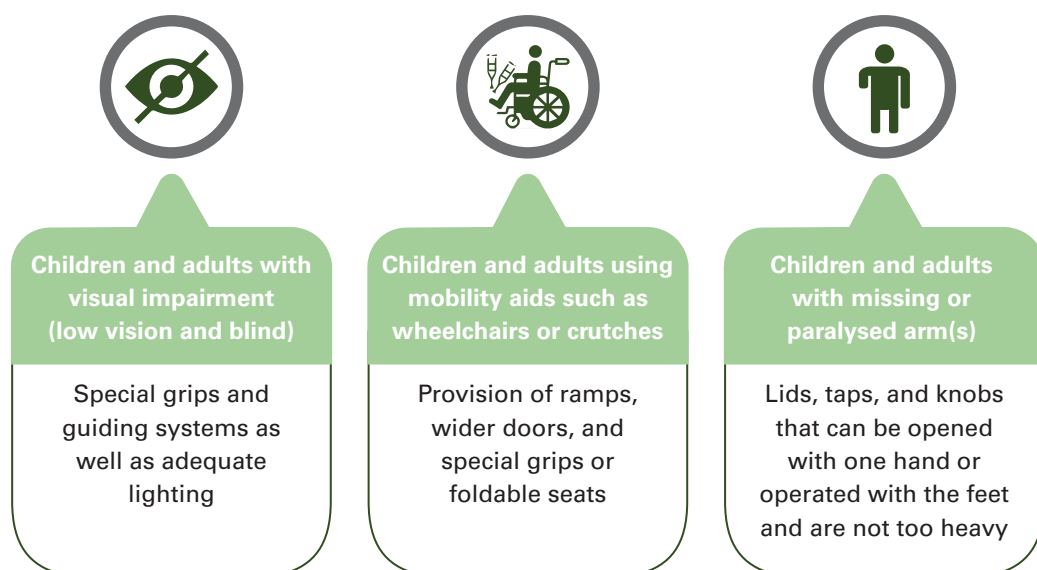 Children and adults with
visual impairment
(low vision and blind)
Special grips and
guiding systems as
well as adequate
lighting
Children and adults using
mobility aids such as
wheelchairs or crutches
Provision of ramps,
wider doors, and
special grips or
foldable seats
Children and adults
with missing or
paralysed arm(s)
Lids, taps, and knobs
that can be opened
with one hand or
operated with the feet
and are not too heavy